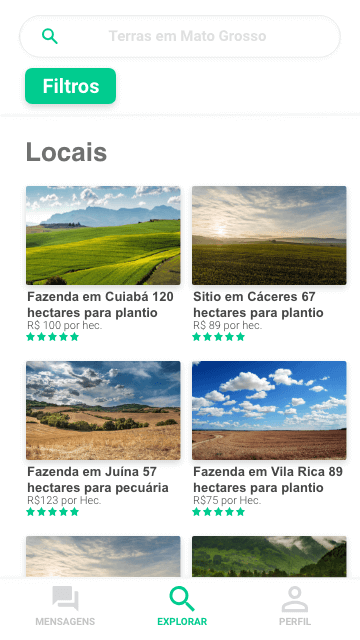 Terras em Mato Grosso
Filtros
Locais
Fazenda em Cuiabá 120
hectares para plantio
R$ 100 por hec.
Sitio em Cáceres 67
hectares para plantio
R$ 89 por hec.
Fazenda em Juína 57
hectares para pecuária
R$123 por Hec.
Fazenda em Vila Rica 89
hectares para plantio
R$75 por Hec.
MENSAGENS
EXPLORAR
PERFIL